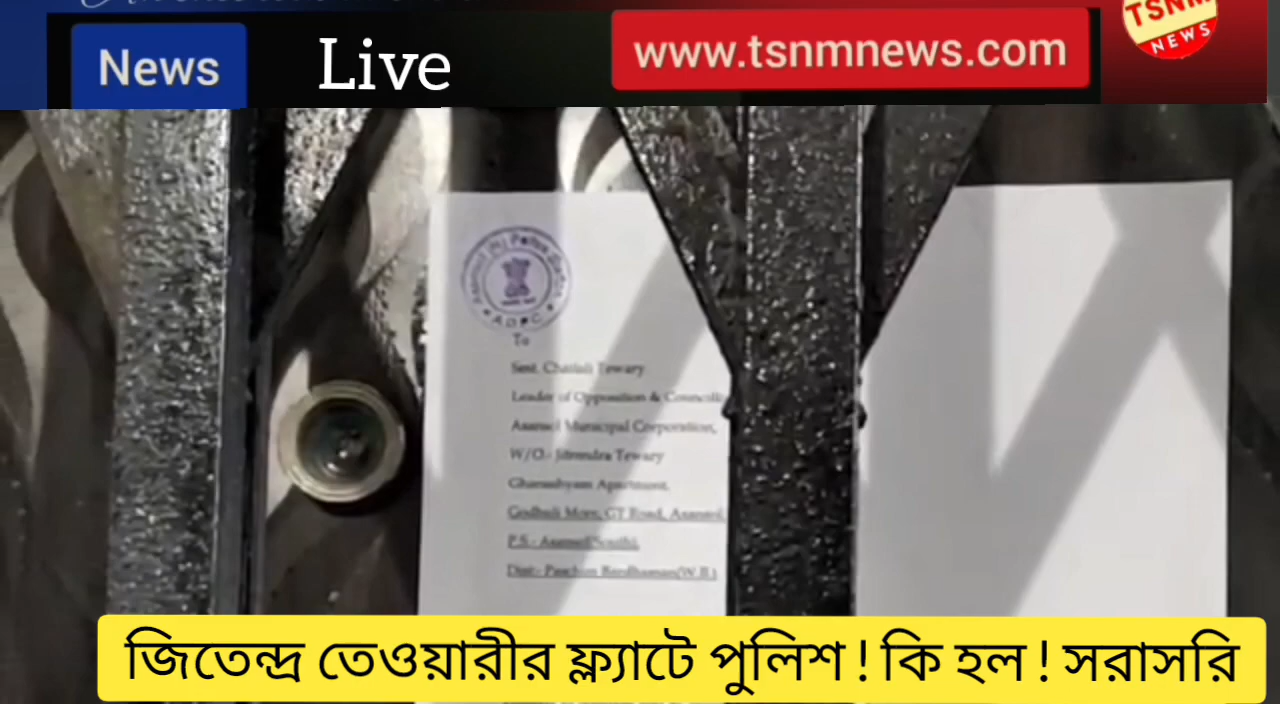 News
Live
www.tsnmnews.com
TSNM
NEWS
To
Smt. Chaitali Tewary
Leader of Opposition &
Asansol Municipal Corporation,
W/O.- Jitendra Tewary
Ghanashyam Apartment,
Godhuli More, GT Road, Asansol,
P.S.- Asansol(South),
Dist:- Paschim Bardhaman(W.B.)
জিতেন্দ্র তেওয়ারীর ফ্ল্যাটে পুলিশ ! কি হল ! সরাসরি